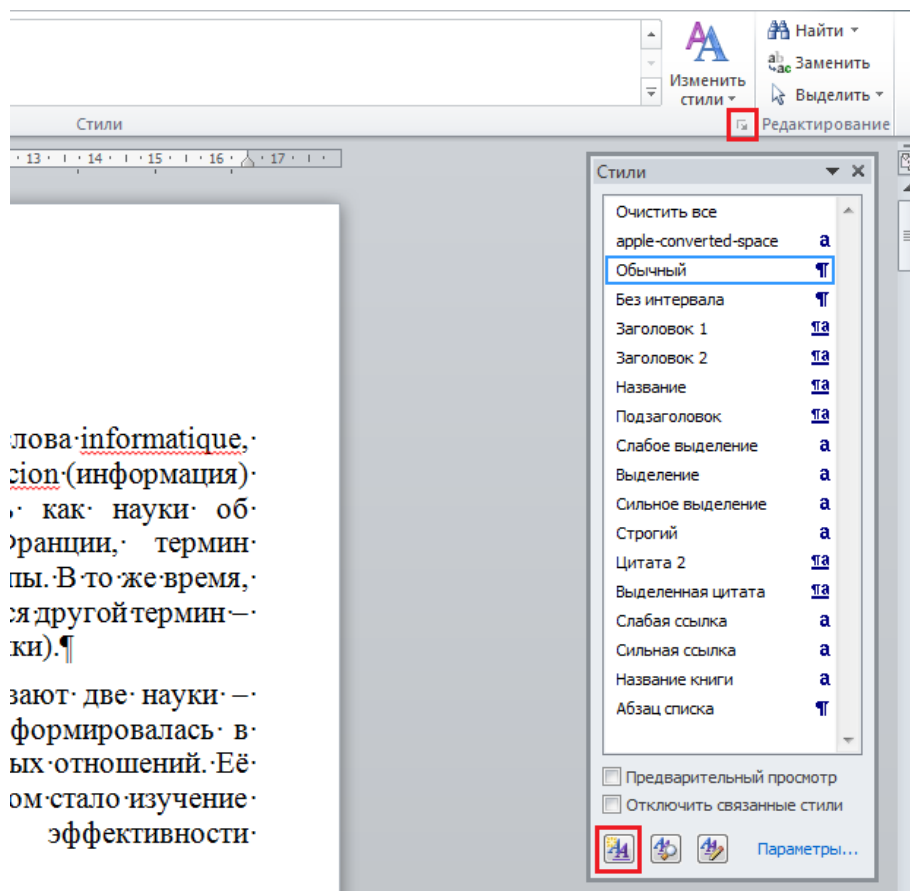 Найти
Заменить
Выделить
Изменить
стили
Стили
Редактирование
13 · 14 · 15 · 16 · 17
Стили
Очистить все
apple-converted-space a
Обычный ¶
Без интервала ¶
Заголовок 1 ¶a
Заголовок 2 ¶a
Название ¶a
Подзаголовок ¶a
Слабое выделение a
Выделение a
Сильное выделение a
Строгий a
Цитата 2 ¶a
Выделенная цитата ¶a
Слабая ссылка a
Сильная ссылка a
Название книги a
Абзац списка ¶
Предварительный просмотр
Отключить связанные стили
Параметры...
слова·informatique,·
cion·(информация)·
· как· науки· об·
Франции,· термин·
пы.·В·то·же·время,·
ся·другой·термин·–·
ки).¶
вают· две· науки· –·
формировалась· в·
ых·отношений.·Её·
ом·стало·изучение·
эффективности·